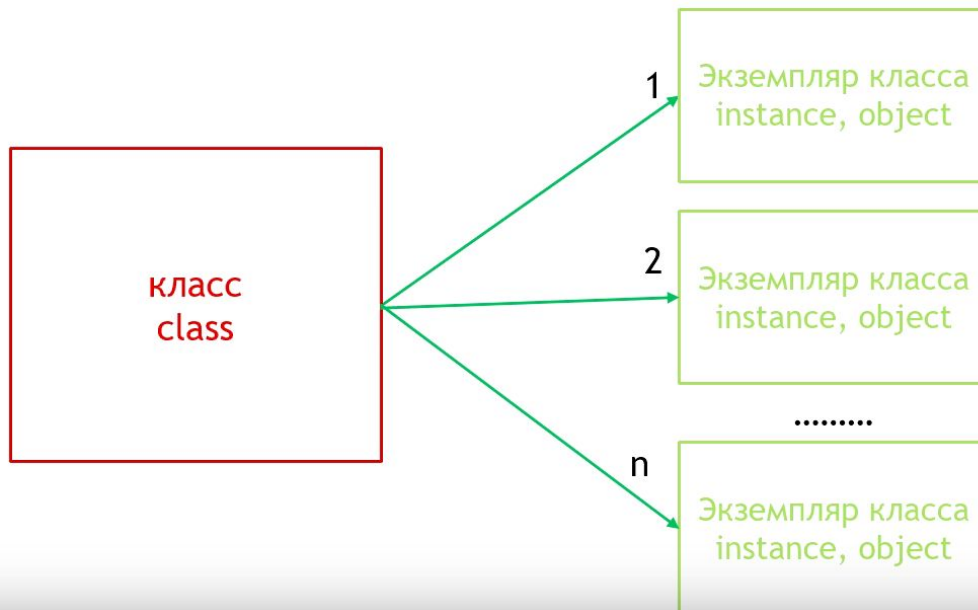 класс
class
1
Экземпляр класса
instance, object
2
Экземпляр класса
instance, object
.........
n
Экземпляр класса
instance, object